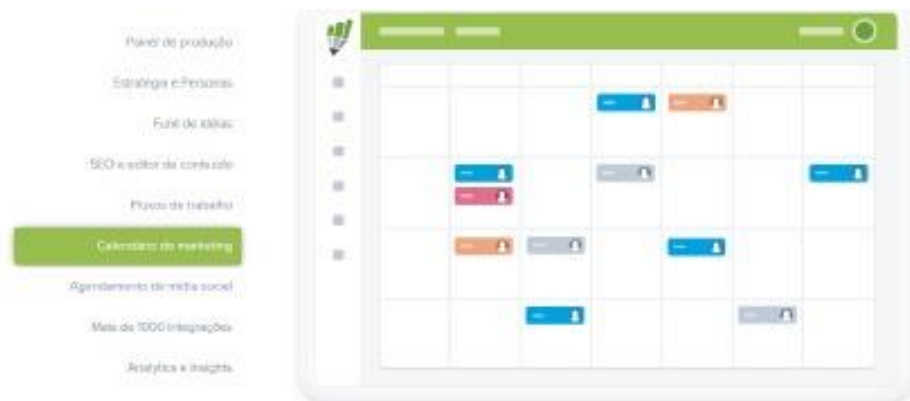 Painel de produção
Estratégia e Personas
Funil de idéias
SEO e editor de conteúdo
Fluxos de trabalho
Calendário de marketing
Agendamento de mídia social
Mais de 1000 integrações
Analytics e Insights